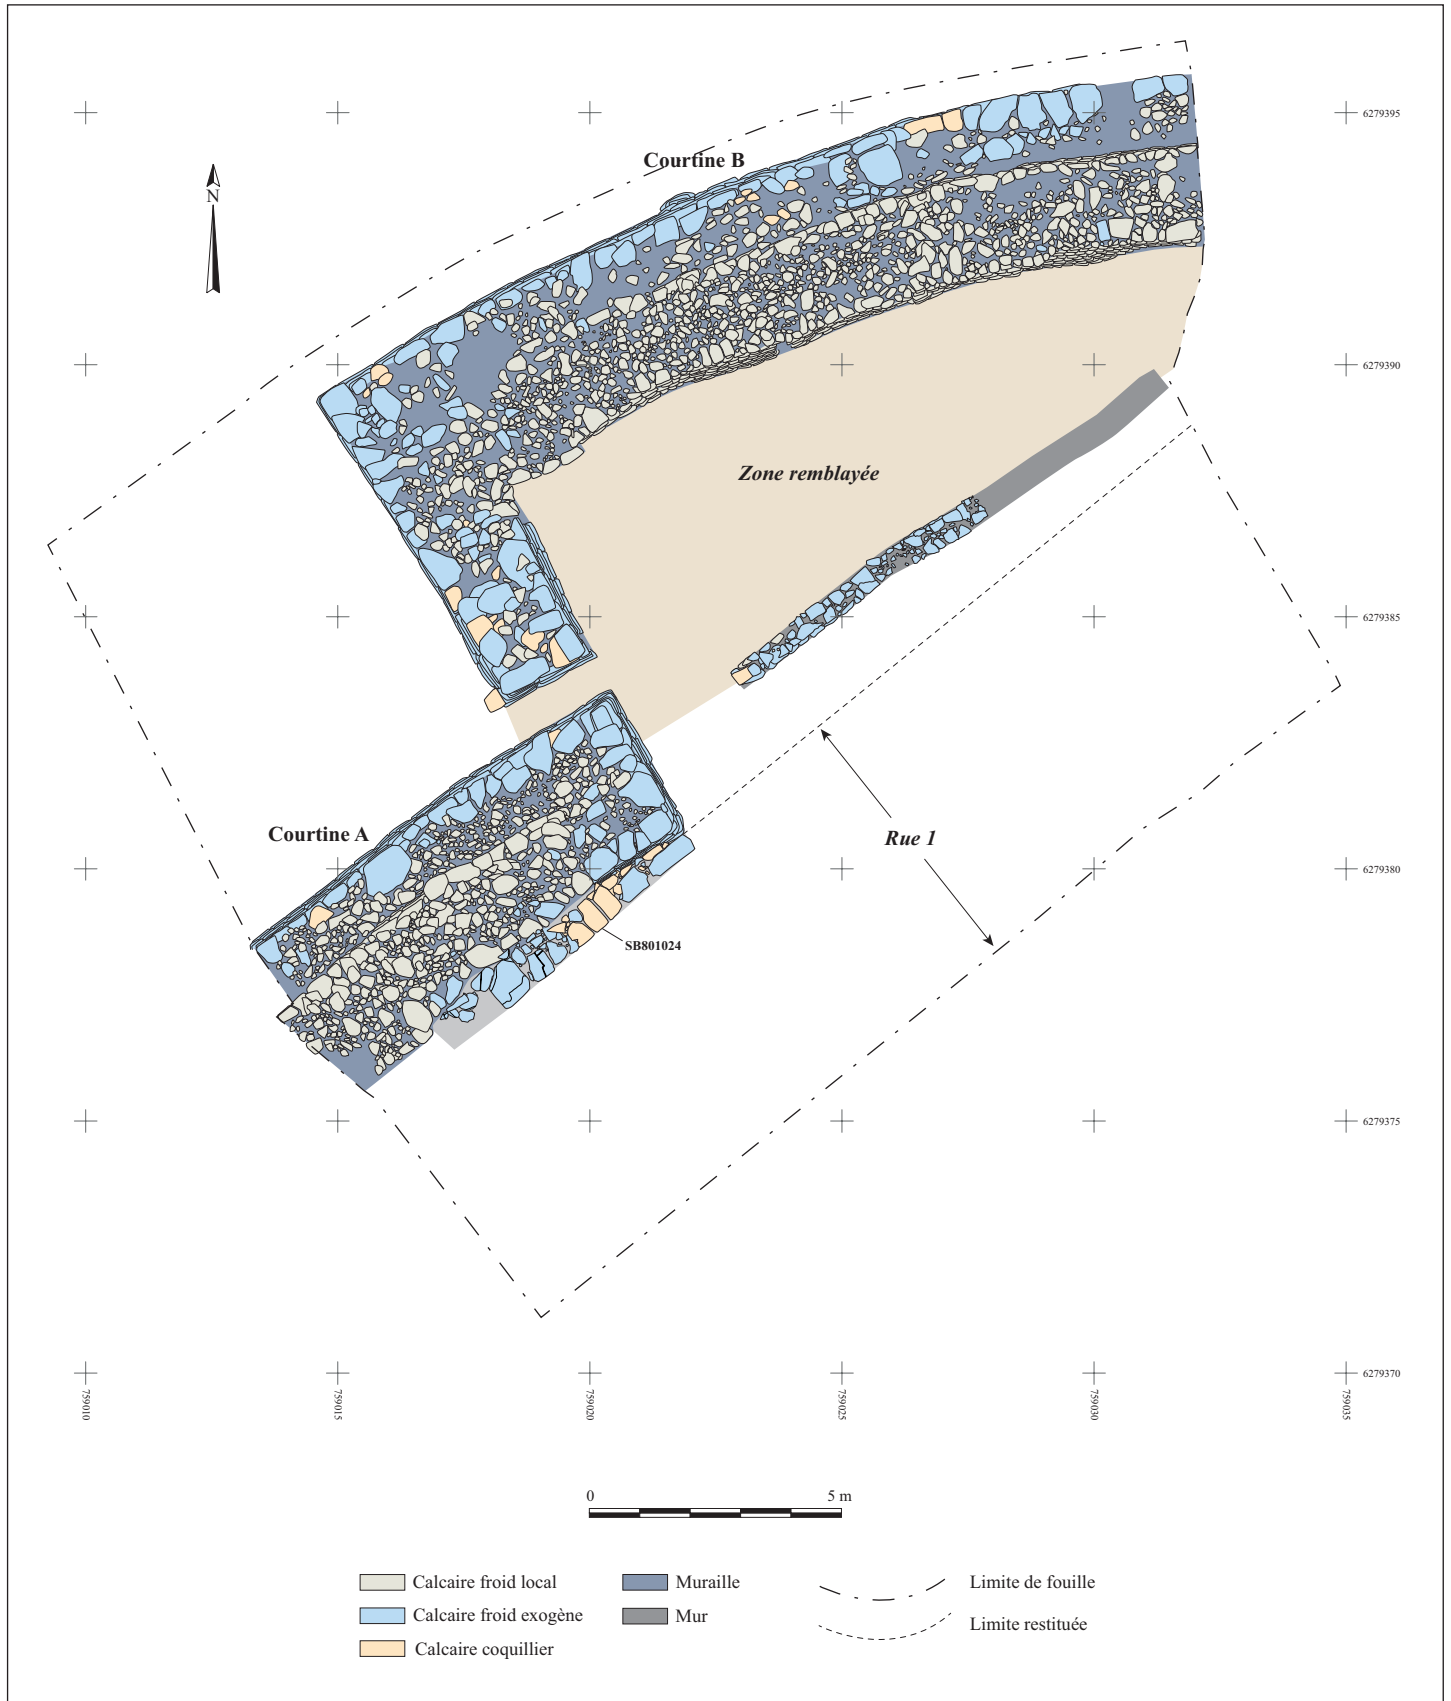 6279395
Courtine B
N
6279390
Zone remblayée
6279385
Courtine A
Rue 1
6279380
SB801024
6279375
6279370
759010
759015
759020
759025
759030
759035
0 5 m
Calcaire froid local
Muraille
Limite de fouille
Calcaire froid exogène
Mur
Limite restituée
Calcaire coquillier